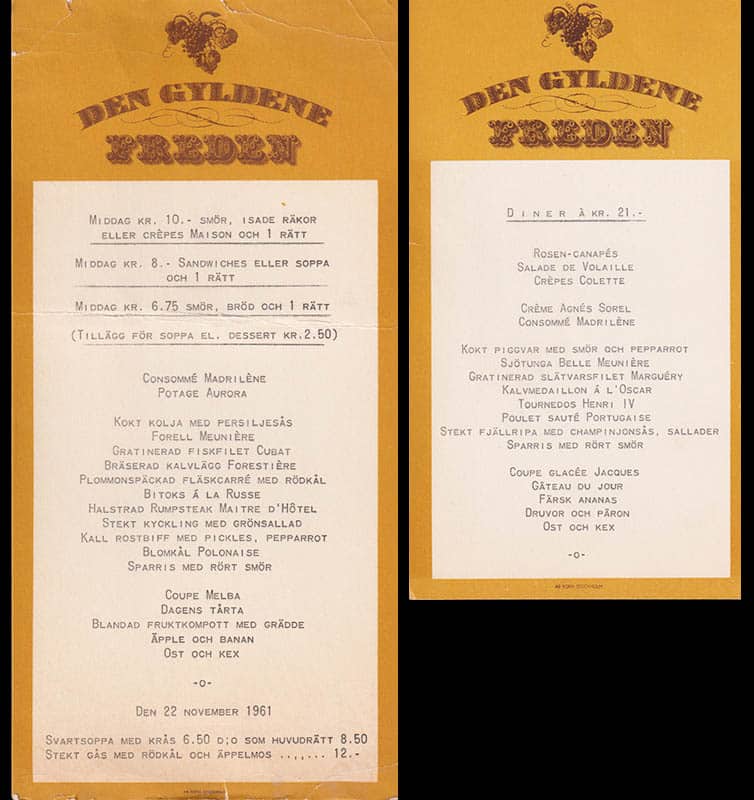 DEN GYLDENE
FREDEN
MIDDAG KR. 10.- SMÖR, ISADE RÄKOR
ELLER CRÊPES MAISON OCH 1 RÄTT
MIDDAG KR. 8.- SANDWICHES ELLER SOPPA
OCH 1 RÄTT
MIDDAG KR. 6.75 SMÖR, BRÖD OCH 1 RÄTT
(TILLÄGG FÖR SOPPA EL. DESSERT KR.2.50)
CONSOMMÉ MADRILÈNE
POTAGE AURORA
KOKT KOLJA MED PERSILJESÅS
FORELL MEUNIÈRE
GRATINERAD FISKFILET CUBAT
BRÄSERAD KALVLÄGG FORESTIÈRE
PLOMMONSPÄCKAD FLÄSKCARRÉ MED RÖDKÅL
BITOKS Á LA RUSSE
HALSTRAD RUMPSTEAK MAITRE D'HÔTEL
STEKT KYCKLING MED GRÖNSALLAD
KALL ROSTBIFF MED PICKLES, PEPPARROT
BLOMKÅL POLONAISE
SPARRIS MED RÖRT SMÖR
COUPE MELBA
DAGENS TÅRTA
BLANDAD FRUKTKOMPOTT MED GRÄDDE
ÄPPLE OCH BANAN
OST OCH KEX
-o-
DEN 22 NOVEMBER 1961
SVARTSOPPA MED KRÅS 6.50 D;O SOM HUVUDRÄTT 8.50
STEKT GÅS MED RÖDKÅL OCH ÄPPELMOS ..,,... 12.-
DEN GYLDENE
FREDEN
DINER À KR. 21.-
ROSEN-CANAPÉS
SALADE DE VOLAILLE
CRÊPES COLETTE
CRÈME AGNÉS SOREL
CONSOMMÉ MADRILÈNE
KOKT PIGGVAR MED SMÖR OCH PEPPARROT
SJÖTUNGA BELLE MEUNIÈRE
GRATINERAD SLÄTVARSFILET MARGUÉRY
KALVMEDAILLON Á L'OSCAR
TOURNEDOS HENRI IV
POULET SAUTÉ PORTUGAISE
STEKT FJÄLLRIPA MED CHAMPINJONSÅS, SALLADER
SPARRIS MED RÖRT SMÖR
COUPE GLACÉE JACQUES
GÂTEAU DU JOUR
FÄRSK ANANAS
DRUVOR OCH PÄRON
OST OCH KEX
-o-